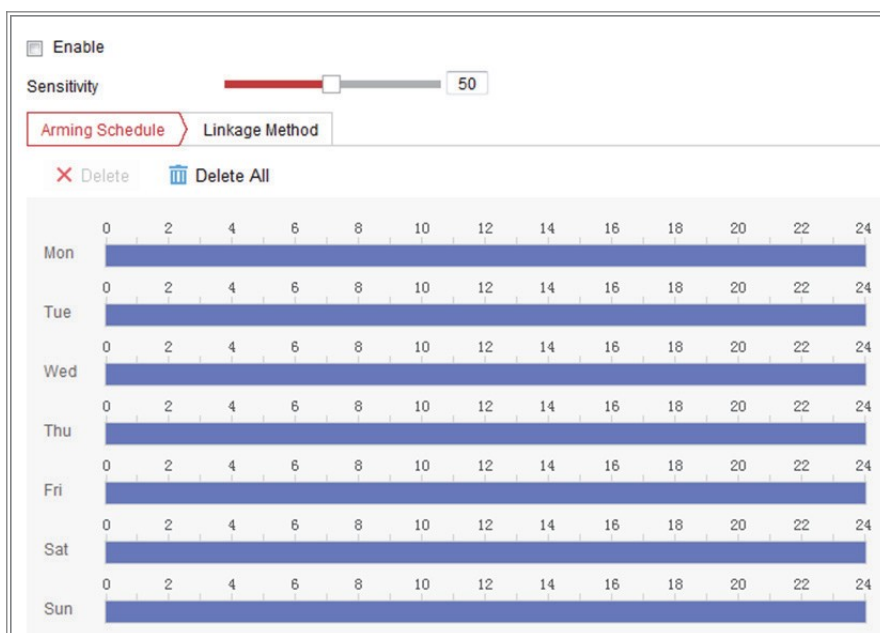 Enable
Sensitivity 50
Arming Schedule Linkage Method
Delete Delete All
0 2 4 6 8 10 12 14 16 18 20 22 24
Mon
0 2 4 6 8 10 12 14 16 18 20 22 24
Tue
0 2 4 6 8 10 12 14 16 18 20 22 24
Wed
0 2 4 6 8 10 12 14 16 18 20 22 24
Thu
0 2 4 6 8 10 12 14 16 18 20 22 24
Fri
0 2 4 6 8 10 12 14 16 18 20 22 24
Sat
0 2 4 6 8 10 12 14 16 18 20 22 24
Sun